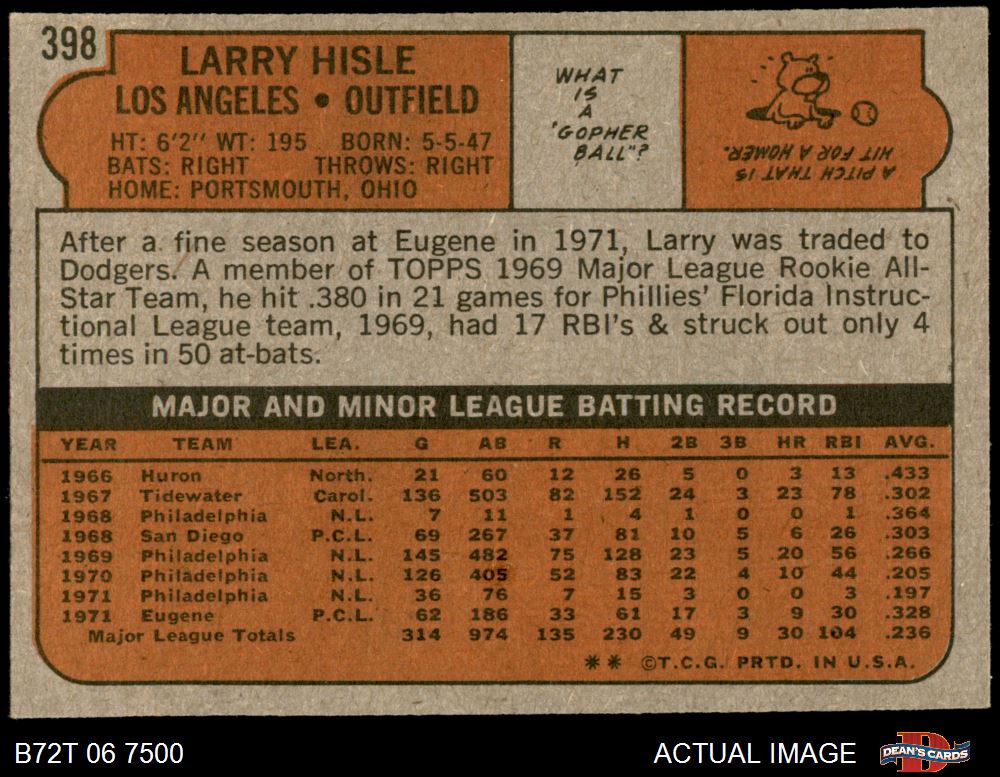 398
LARRY HISLE
LOS ANGELES • OUTFIELD
HT: 6'2" WT: 195 BORN: 5-5-47
BATS: RIGHT THROWS: RIGHT
HOME: PORTSMOUTH, OHIO
WHAT
IS
A
"GOPHER
BALL"?
A PITCH THAT IS
HIT FOR A HOMER.
After a fine season at Eugene in 1971, Larry was traded to
Dodgers. A member of TOPPS 1969 Major League Rookie All-
Star Team, he hit .380 in 21 games for Phillies' Florida Instruc-
tional League team, 1969, had 17 RBI's & struck out only 4
times in 50 at-bats.
MAJOR AND MINOR LEAGUE BATTING RECORD
YEAR TEAM LEA. G AB R H 2B 3B HR RBI AVG.
1966 Huron North. 21 60 12 26 5 0 3 13 .433
1967 Tidewater Carol. 136 503 82 152 24 3 23 78 .302
1968 Philadelphia N.L. 7 11 1 4 1 0 0 1 .364
1968 San Diego P.C.L. 69 267 37 81 10 5 6 26 .303
1969 Philadelphia N.L. 145 482 75 128 23 5 20 56 .266
1970 Philadelphia N.L. 126 405 52 83 22 4 10 44 .205
1971 Philadelphia N.L. 36 76 7 15 3 0 0 3 .197
1971 Eugene P.C.L. 62 186 33 61 17 3 9 30 .328
Major League Totals 314 974 135 230 49 9 30 104 .236
** ©T.C.G. PRTD. IN U.S.A.
B72T 06 7500
ACTUAL IMAGE
D
DEAN'S CARDS